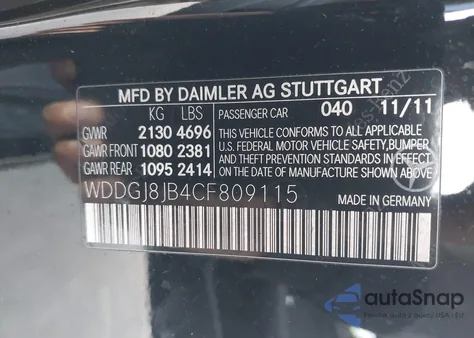 MFD BY DAIMLER AG STUTTGART
KG LBS PASSENGER CAR 040 11/11
GVWR 2130 4696
GAWR FRONT 1080 2381
GAWR REAR 1095 2414
THIS VEHICLE CONFORMS TO ALL APPLICABLE
U.S. FEDERAL MOTOR VEHICLE SAFETY, BUMPER
AND THEFT PREVENTION STANDARDS IN EFFECT
ON THE DATE OF MANUFACTURE SHOWN ABOVE
WDDGJ8JB4CF809115 MADE IN GERMANY
autoSnap